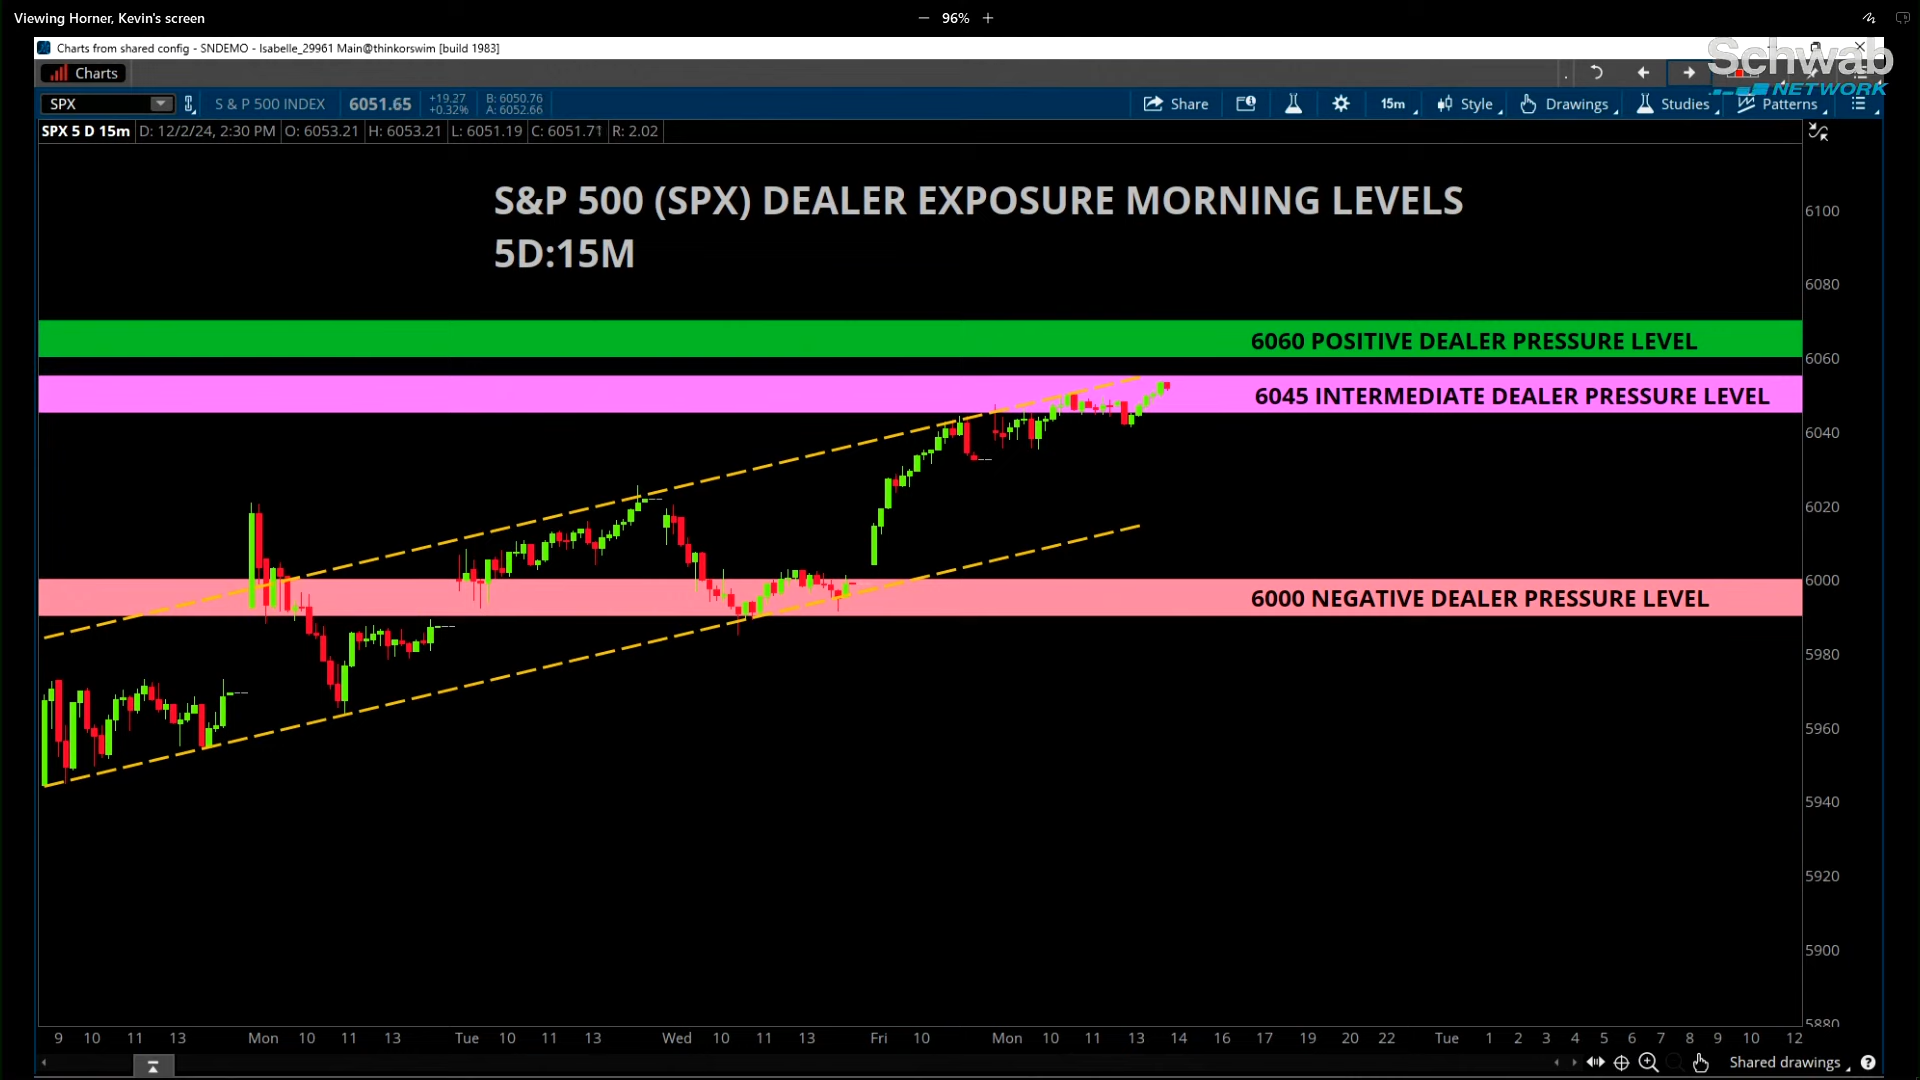 Viewing Horner, Kevin's screen
96%
Charts from shared config - SNDEMO - Isabelle_29961 Main@thinkorswim [build 1983]
Charts
Schwab
NETWORK
SPX
S & P 500 INDEX
6051.65
+19.27
+0.32%
B: 6050.76
A: 6052.66
Share
15m
Style
Drawings
Studies
Patterns
SPX 5 D 15m
D: 12/2/24, 2:30 PM
O: 6053.21
H: 6053.21
L: 6051.19
C: 6051.71
R: 2.02
S&P 500 (SPX) DEALER EXPOSURE MORNING LEVELS
5D:15M
6100
6080
6060 POSITIVE DEALER PRESSURE LEVEL
6060
6045 INTERMEDIATE DEALER PRESSURE LEVEL
6040
6020
6000
6000 NEGATIVE DEALER PRESSURE LEVEL
5980
5960
5940
5920
5900
5880
9 10 11 13 Mon 10 11 13 Tue 10 11 13 Wed 10 11 13 Fri 10 Mon 10 11 13 14 16 17 19 20 22 Tue 1 2 3 4 5 6 7 8 9 10 12
Shared drawings